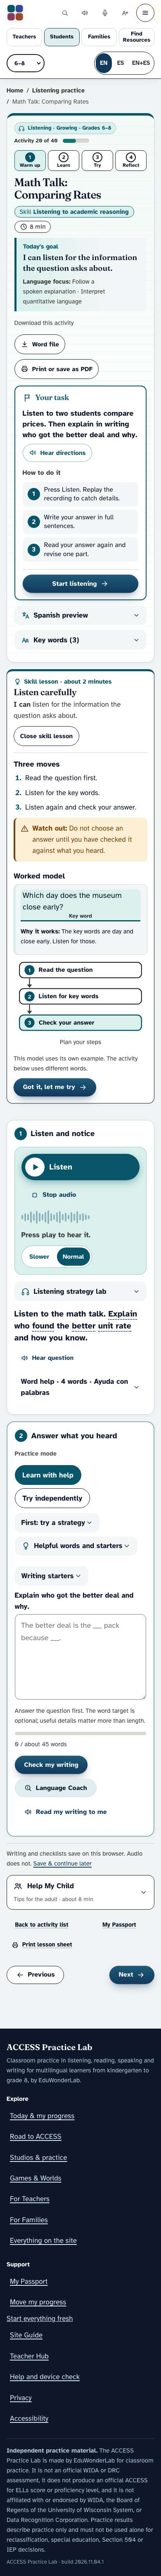 Teachers
Students
Families
Find
Resources
6–8
EN
ES
EN+ES
Home / Listening practice
/ Math Talk: Comparing Rates
Listening · Growing · Grades 6–8
Activity 20 of 40
1
Warm up
2
Learn
3
Try
4
Reflect
Math Talk:
Comparing Rates
Skill Listening to academic reasoning
8 min
Today's goal
I can listen for the information
the question asks about.
Language focus: Follow a
spoken explanation · Interpret
quantitative language
Download this activity
Word file
Print or save as PDF
Your task
Listen to two students compare
prices. Then explain in writing
who got the better deal and why.
Hear directions
How to do it
1
Press Listen. Replay the
recording to catch details.
2
Write your answer in full
sentences.
3
Read your answer again and
revise one part.
Start listening
Spanish preview
Key words (3)
Skill lesson · about 2 minutes
Listen carefully
I can listen for the information the
question asks about.
Close skill lesson
Three moves
1. Read the question first.
2. Listen for the key words.
3. Listen again and check your answer.
Watch out: Do not choose an
answer until you have checked it
against what you heard.
Worked model
Which day does the museum
close early?
Key word
Why it works: The key words are day and
close early. Listen for those.
1 Read the question
2 Listen for key words
3 Check your answer
Plan your steps
This model uses its own example. The activity
below uses different words.
Got it, let me try
1 Listen and notice
Listen
Stop audio
Press play to hear it.
Slower
Normal
Listening strategy lab
Listen to the math talk. Explain
who found the better unit rate
and how you know.
Hear question
Word help · 4 words · Ayuda con
palabras
2 Answer what you heard
Practice mode
Learn with help
Try independently
First: try a strategy
Helpful words and starters
Writing starters
Explain who got the better deal and
why.
The better deal is the ___ pack
because ___.
Answer the question first. The word target is
optional; useful details matter more than length.
0 / about 45 words
Check my writing
Language Coach
Read my writing to me
Writing and checklists save on this browser. Audio
does not. Save & continue later
Help My Child
Tips for the adult · about 8 min
Back to activity list
My Passport
Print lesson sheet
Previous
Next
ACCESS Practice Lab
Classroom practice in listening, reading, speaking and
writing for multilingual learners from kindergarten to
grade 8, by EduWonderLab.
Explore
Today & my progress
Road to ACCESS
Studios & practice
Games & Worlds
For Teachers
For Families
Everything on the site
Support
My Passport
Move my progress
Start everything fresh
Site Guide
Teacher Hub
Help and device check
Privacy
Accessibility
Independent practice material. The ACCESS
Practice Lab is made by EduWonderLab for classroom
practice. It is not an official WIDA or DRC
assessment, it does not produce an official ACCESS
for ELLs score or proficiency level, and it is not
affiliated with or endorsed by WIDA, the Board of
Regents of the University of Wisconsin System, or
Data Recognition Corporation. Practice results
describe practice only and must not be used alone for
reclassification, special education, Section 504 or
IEP decisions.
ACCESS Practice Lab · build 2026.11.04.1